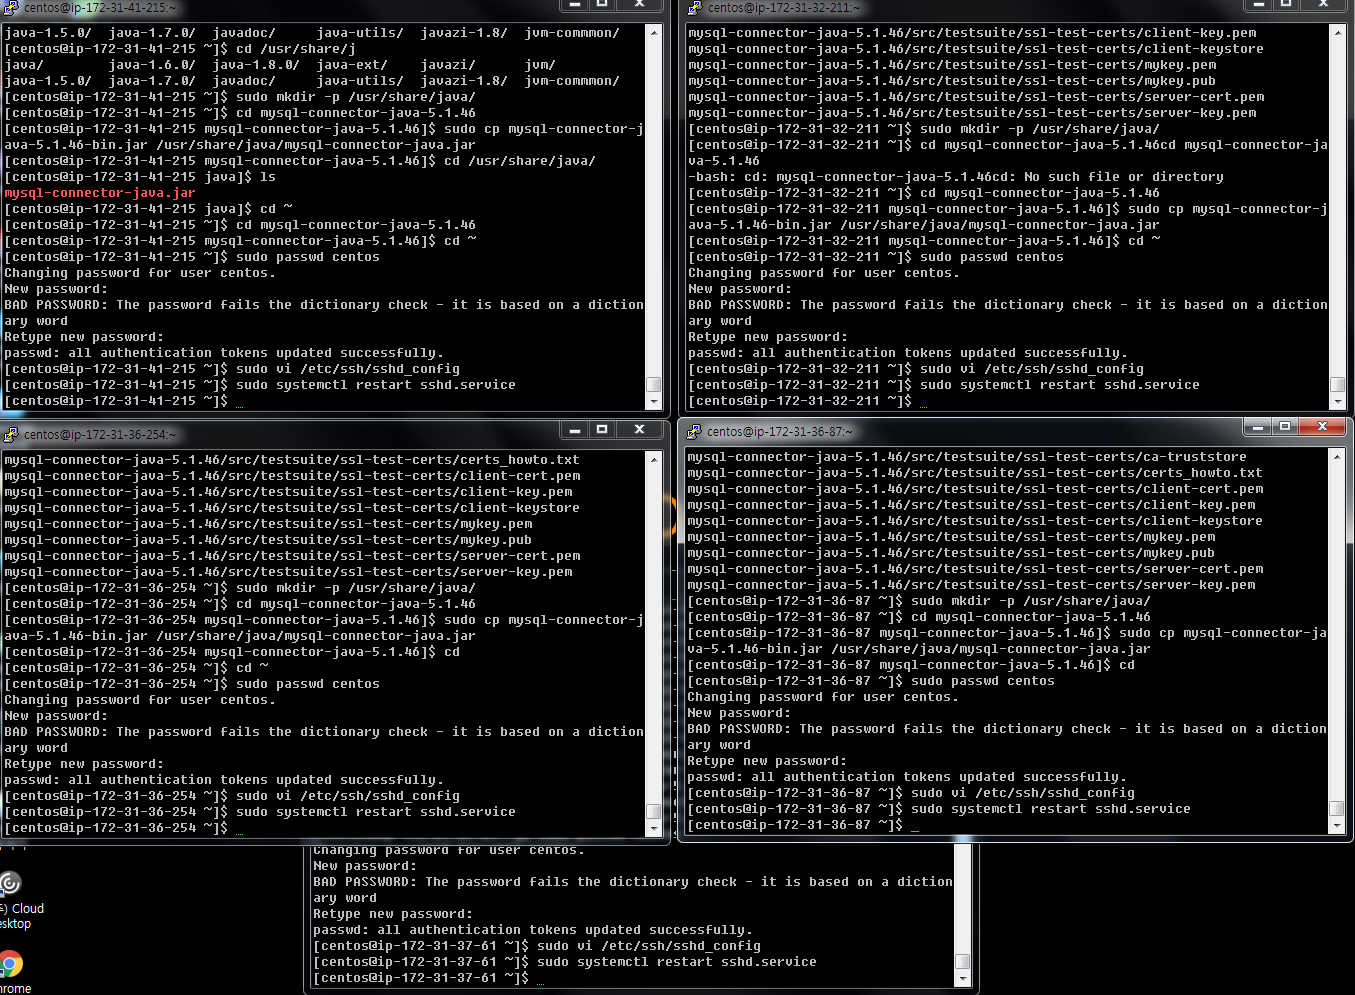 centos@ip-172-31-41-215:~
java-1.5.0/  java-1.7.0/  javadoc/     java-utils/  javazi-1.8/  jvm-commmon/
[centos@ip-172-31-41-215 ~]$ cd /usr/share/j
java/        java-1.6.0/  java-1.8.0/  java-ext/    javazi/      jvm/
java-1.5.0/  java-1.7.0/  javadoc/     java-utils/  javazi-1.8/  jvm-commmon/
[centos@ip-172-31-41-215 ~]$ sudo mkdir -p /usr/share/java/
[centos@ip-172-31-41-215 ~]$ cd mysql-connector-java-5.1.46
[centos@ip-172-31-41-215 mysql-connector-java-5.1.46]$ sudo cp mysql-connector-j
ava-5.1.46-bin.jar /usr/share/java/mysql-connector-java.jar
[centos@ip-172-31-41-215 mysql-connector-java-5.1.46]$ cd /usr/share/java/
[centos@ip-172-31-41-215 java]$ ls
mysql-connector-java.jar
[centos@ip-172-31-41-215 java]$ cd ~
[centos@ip-172-31-41-215 ~]$ cd mysql-connector-java-5.1.46
[centos@ip-172-31-41-215 mysql-connector-java-5.1.46]$ cd ~
[centos@ip-172-31-41-215 ~]$ sudo passwd centos
Changing password for user centos.
New password:
BAD PASSWORD: The password fails the dictionary check - it is based on a diction
ary word
Retype new password:
passwd: all authentication tokens updated successfully.
[centos@ip-172-31-41-215 ~]$ sudo vi /etc/ssh/sshd_config
[centos@ip-172-31-41-215 ~]$ sudo systemctl restart sshd.service
[centos@ip-172-31-41-215 ~]$
centos@ip-172-31-32-211:~
mysql-connector-java-5.1.46/src/testsuite/ssl-test-certs/client-key.pem
mysql-connector-java-5.1.46/src/testsuite/ssl-test-certs/client-keystore
mysql-connector-java-5.1.46/src/testsuite/ssl-test-certs/mykey.pem
mysql-connector-java-5.1.46/src/testsuite/ssl-test-certs/mykey.pub
mysql-connector-java-5.1.46/src/testsuite/ssl-test-certs/server-cert.pem
mysql-connector-java-5.1.46/src/testsuite/ssl-test-certs/server-key.pem
[centos@ip-172-31-32-211 ~]$ sudo mkdir -p /usr/share/java/
[centos@ip-172-31-32-211 ~]$ cd mysql-connector-java-5.1.46cd mysql-connector-ja
va-5.1.46
-bash: cd: mysql-connector-java-5.1.46cd: No such file or directory
[centos@ip-172-31-32-211 ~]$ cd mysql-connector-java-5.1.46
[centos@ip-172-31-32-211 mysql-connector-java-5.1.46]$ sudo cp mysql-connector-j
ava-5.1.46-bin.jar /usr/share/java/mysql-connector-java.jar
[centos@ip-172-31-32-211 mysql-connector-java-5.1.46]$ cd ~
[centos@ip-172-31-32-211 ~]$ sudo passwd centos
Changing password for user centos.
New password:
BAD PASSWORD: The password fails the dictionary check - it is based on a diction
ary word
Retype new password:
passwd: all authentication tokens updated successfully.
[centos@ip-172-31-32-211 ~]$ sudo vi /etc/ssh/sshd_config
[centos@ip-172-31-32-211 ~]$ sudo systemctl restart sshd.service
[centos@ip-172-31-32-211 ~]$
centos@ip-172-31-36-254:~
mysql-connector-java-5.1.46/src/testsuite/ssl-test-certs/certs_howto.txt
mysql-connector-java-5.1.46/src/testsuite/ssl-test-certs/client-cert.pem
mysql-connector-java-5.1.46/src/testsuite/ssl-test-certs/client-key.pem
mysql-connector-java-5.1.46/src/testsuite/ssl-test-certs/client-keystore
mysql-connector-java-5.1.46/src/testsuite/ssl-test-certs/mykey.pem
mysql-connector-java-5.1.46/src/testsuite/ssl-test-certs/mykey.pub
mysql-connector-java-5.1.46/src/testsuite/ssl-test-certs/server-cert.pem
mysql-connector-java-5.1.46/src/testsuite/ssl-test-certs/server-key.pem
[centos@ip-172-31-36-254 ~]$ sudo mkdir -p /usr/share/java/
[centos@ip-172-31-36-254 ~]$ cd mysql-connector-java-5.1.46
[centos@ip-172-31-36-254 mysql-connector-java-5.1.46]$ sudo cp mysql-connector-j
ava-5.1.46-bin.jar /usr/share/java/mysql-connector-java.jar
[centos@ip-172-31-36-254 mysql-connector-java-5.1.46]$ cd
[centos@ip-172-31-36-254 ~]$ cd ~
[centos@ip-172-31-36-254 ~]$ sudo passwd centos
Changing password for user centos.
New password:
BAD PASSWORD: The password fails the dictionary check - it is based on a diction
ary word
Retype new password:
passwd: all authentication tokens updated successfully.
[centos@ip-172-31-36-254 ~]$ sudo vi /etc/ssh/sshd_config
[centos@ip-172-31-36-254 ~]$ sudo systemctl restart sshd.service
[centos@ip-172-31-36-254 ~]$
centos@ip-172-31-36-87:~
mysql-connector-java-5.1.46/src/testsuite/ssl-test-certs/ca-truststore
mysql-connector-java-5.1.46/src/testsuite/ssl-test-certs/certs_howto.txt
mysql-connector-java-5.1.46/src/testsuite/ssl-test-certs/client-cert.pem
mysql-connector-java-5.1.46/src/testsuite/ssl-test-certs/client-key.pem
mysql-connector-java-5.1.46/src/testsuite/ssl-test-certs/client-keystore
mysql-connector-java-5.1.46/src/testsuite/ssl-test-certs/mykey.pem
mysql-connector-java-5.1.46/src/testsuite/ssl-test-certs/mykey.pub
mysql-connector-java-5.1.46/src/testsuite/ssl-test-certs/server-cert.pem
mysql-connector-java-5.1.46/src/testsuite/ssl-test-certs/server-key.pem
[centos@ip-172-31-36-87 ~]$ sudo mkdir -p /usr/share/java/
[centos@ip-172-31-36-87 ~]$ cd mysql-connector-java-5.1.46
[centos@ip-172-31-36-87 mysql-connector-java-5.1.46]$ sudo cp mysql-connector-ja
va-5.1.46-bin.jar /usr/share/java/mysql-connector-java.jar
[centos@ip-172-31-36-87 mysql-connector-java-5.1.46]$ cd
[centos@ip-172-31-36-87 ~]$ sudo passwd centos
Changing password for user centos.
New password:
BAD PASSWORD: The password fails the dictionary check - it is based on a diction
ary word
Retype new password:
passwd: all authentication tokens updated successfully.
[centos@ip-172-31-36-87 ~]$ sudo vi /etc/ssh/sshd_config
[centos@ip-172-31-36-87 ~]$ sudo systemctl restart sshd.service
[centos@ip-172-31-36-87 ~]$
Changing password for user centos.
New password:
BAD PASSWORD: The password fails the dictionary check - it is based on a diction
ary word
Retype new password:
passwd: all authentication tokens updated successfully.
[centos@ip-172-31-37-61 ~]$ sudo vi /etc/ssh/sshd_config
[centos@ip-172-31-37-61 ~]$ sudo systemctl restart sshd.service
[centos@ip-172-31-37-61 ~]$
) Cloud
esktop
hrome